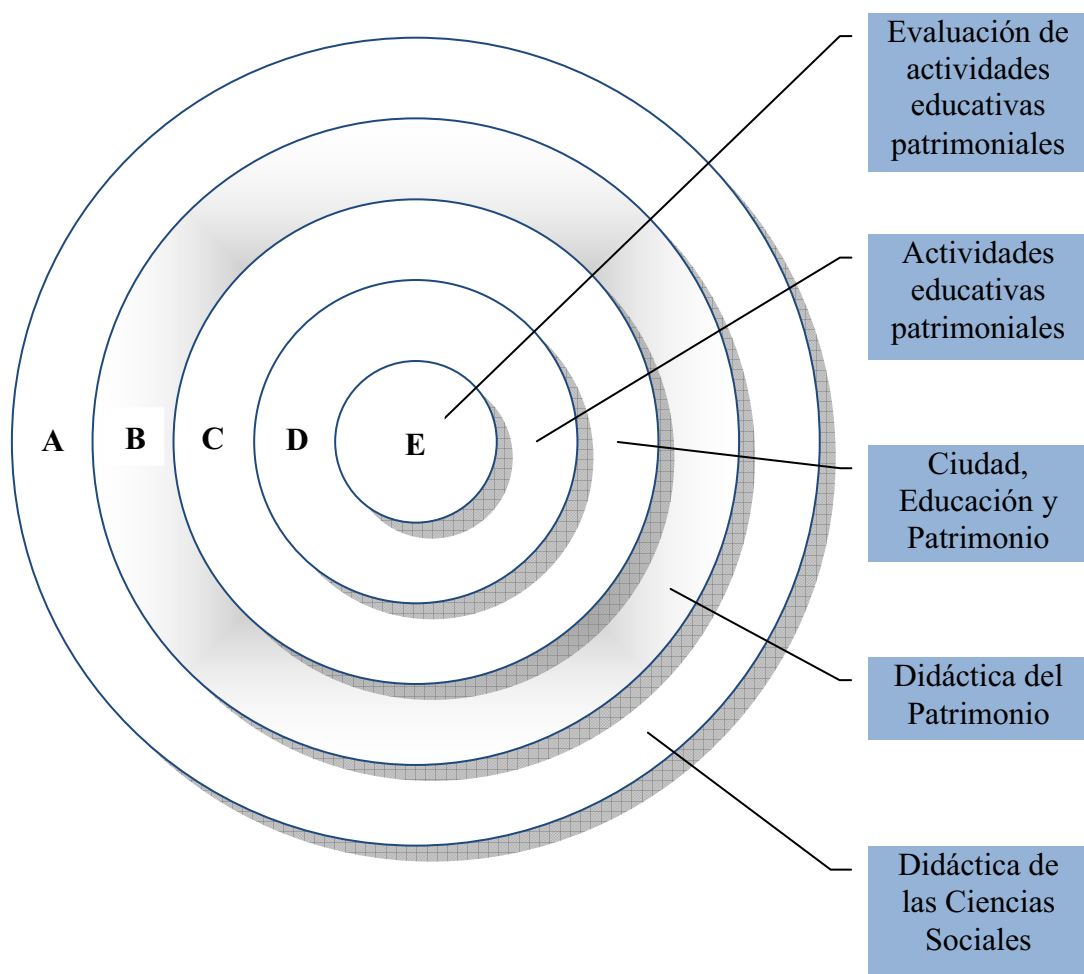 Evaluación de
actividades
educativas
patrimoniales
Actividades
educativas
patrimoniales
A B C D E
Ciudad,
Educación y
Patrimonio
Didáctica del
Patrimonio
Didáctica de
las Ciencias
Sociales